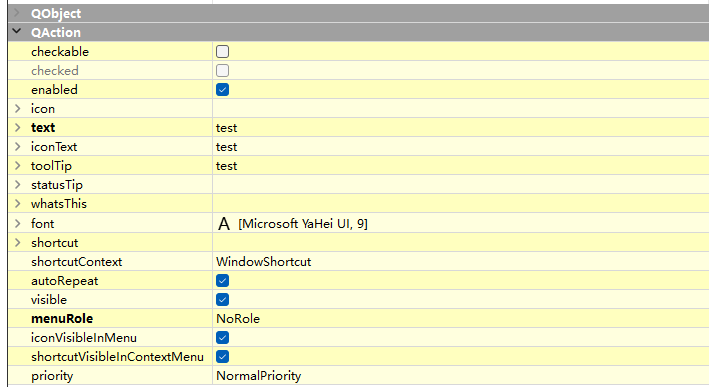 QObject
QAction
checkable
checked
enabled
icon
text test
iconText test
toolTip test
statusTip
whatsThis
font A [Microsoft YaHei UI, 9]
shortcut
shortcutContext WindowShortcut
autoRepeat
visible
menuRole NoRole
iconVisibleInMenu
shortcutVisibleInContextMenu
priority NormalPriority